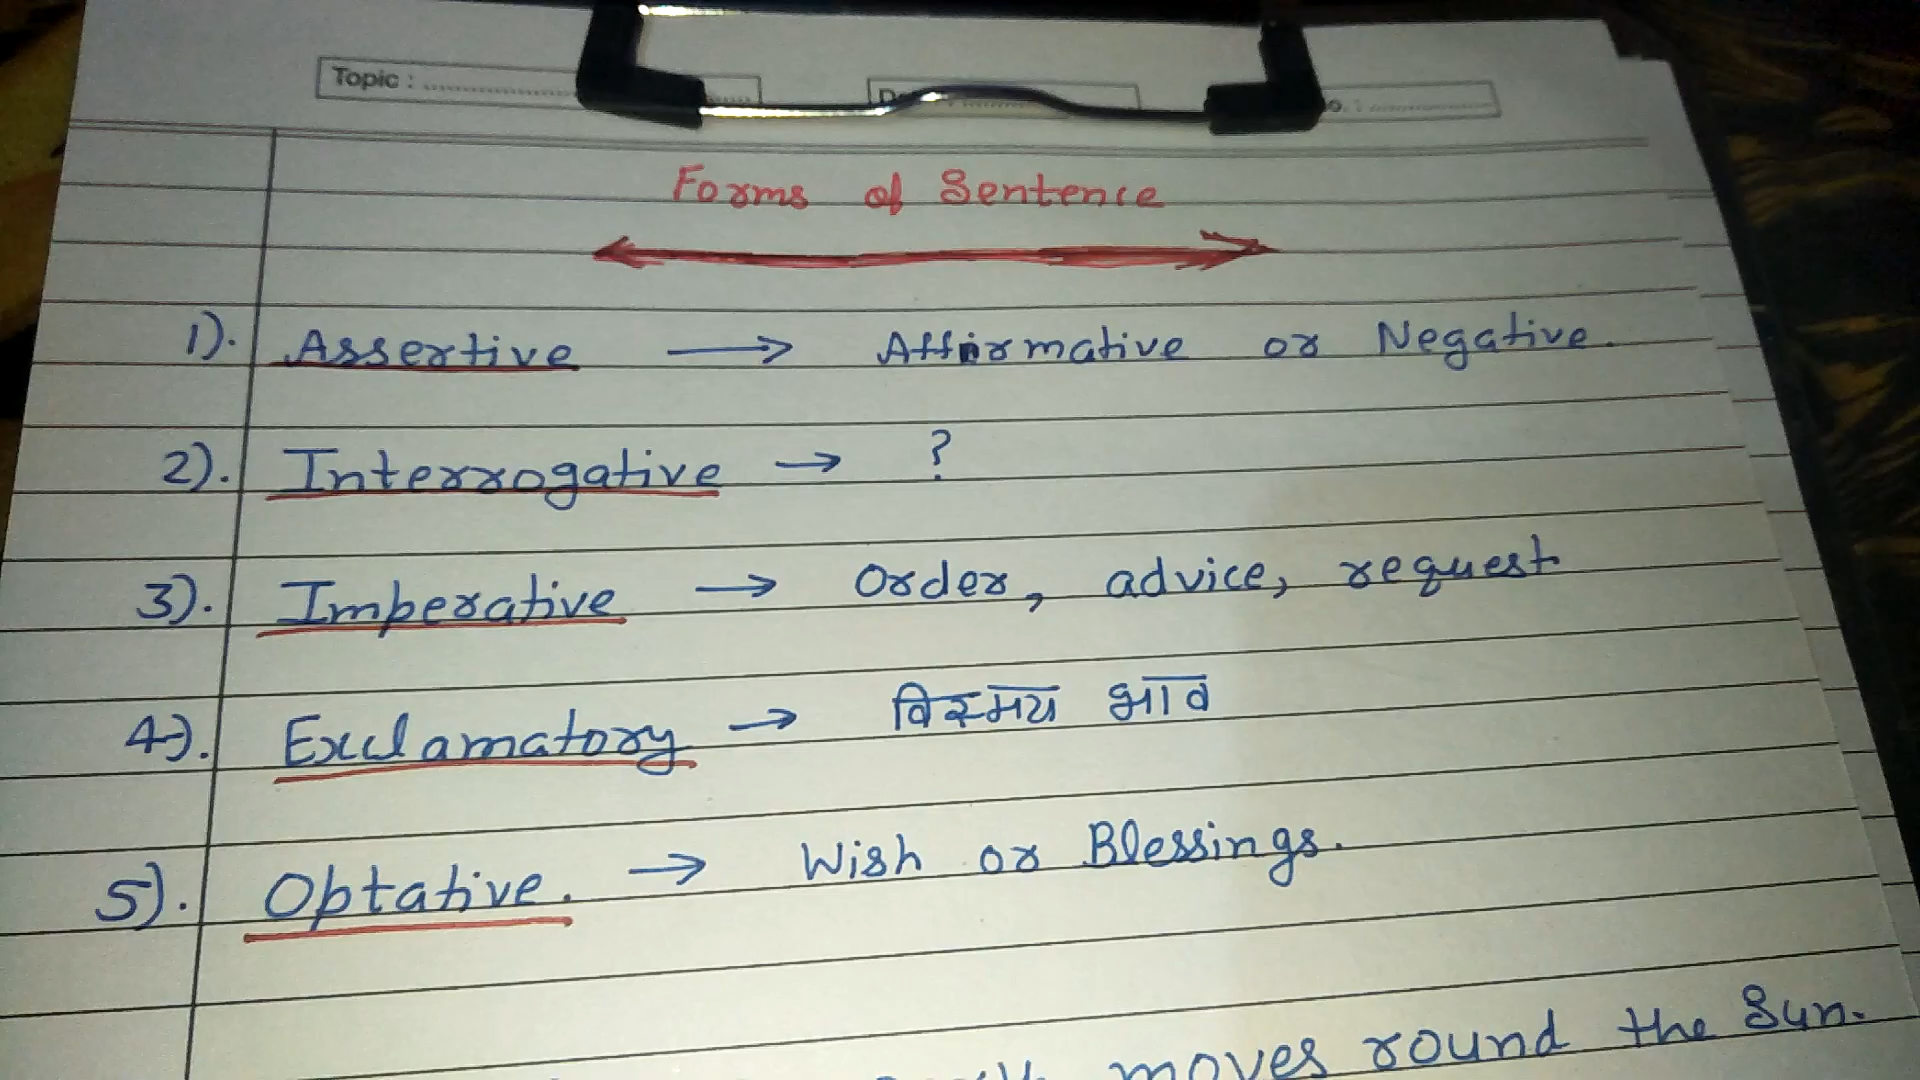 Topic :
Forms of Sentence
1). Assertive → Affirmative or Negative.
2). Interrogative → ?
3). Imperative → Order, advice, request
4). Exclamatory → विस्मय भाव
5). Optative. → Wish or Blessings.
moves round the Sun.